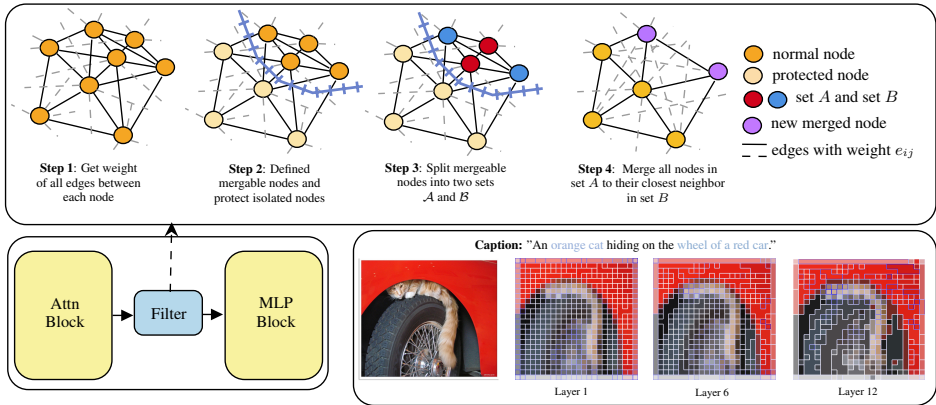 normal node
protected node
set A and set B
new merged node
edges with weight e_ij
Step 1: Get weight
of all edges between
each node
Step 2: Defined
mergable nodes and
protect isolated nodes
Step 3: Split mergeable
nodes into two sets
𝒜 and ℬ
Step 4: Merge all nodes in
set A to their closest neighbor
in set B
Attn
Block
Filter
MLP
Block
Caption: "An orange cat hiding on the wheel of a red car."
Layer 1
Layer 6
Layer 12